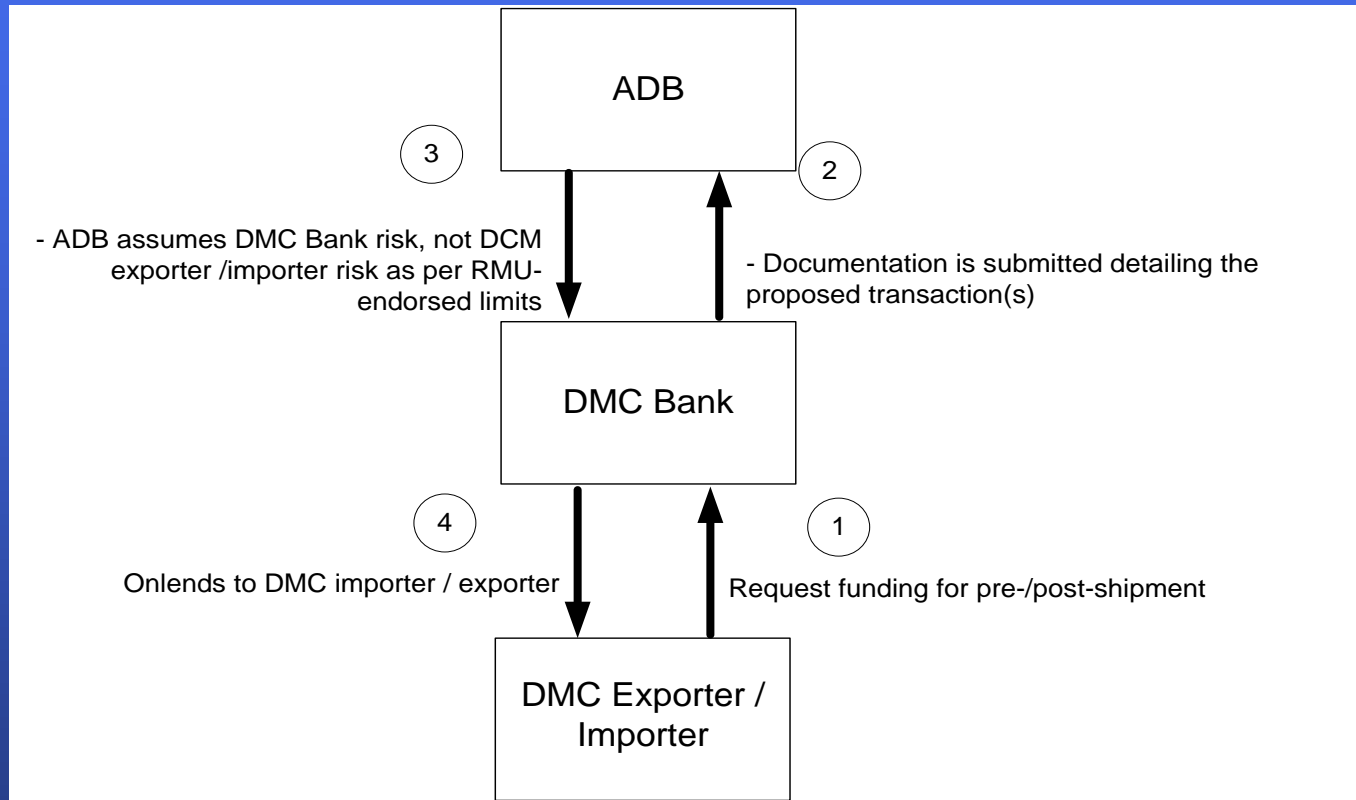 ADB
3
2
- ADB assumes DMC Bank risk, not DCM
exporter /importer risk as per RMU-
endorsed limits
- Documentation is submitted detailing the
proposed transaction(s)
DMC Bank
4
1
Onlends to DMC importer / exporter
Request funding for pre-/post-shipment
DMC Exporter /
Importer